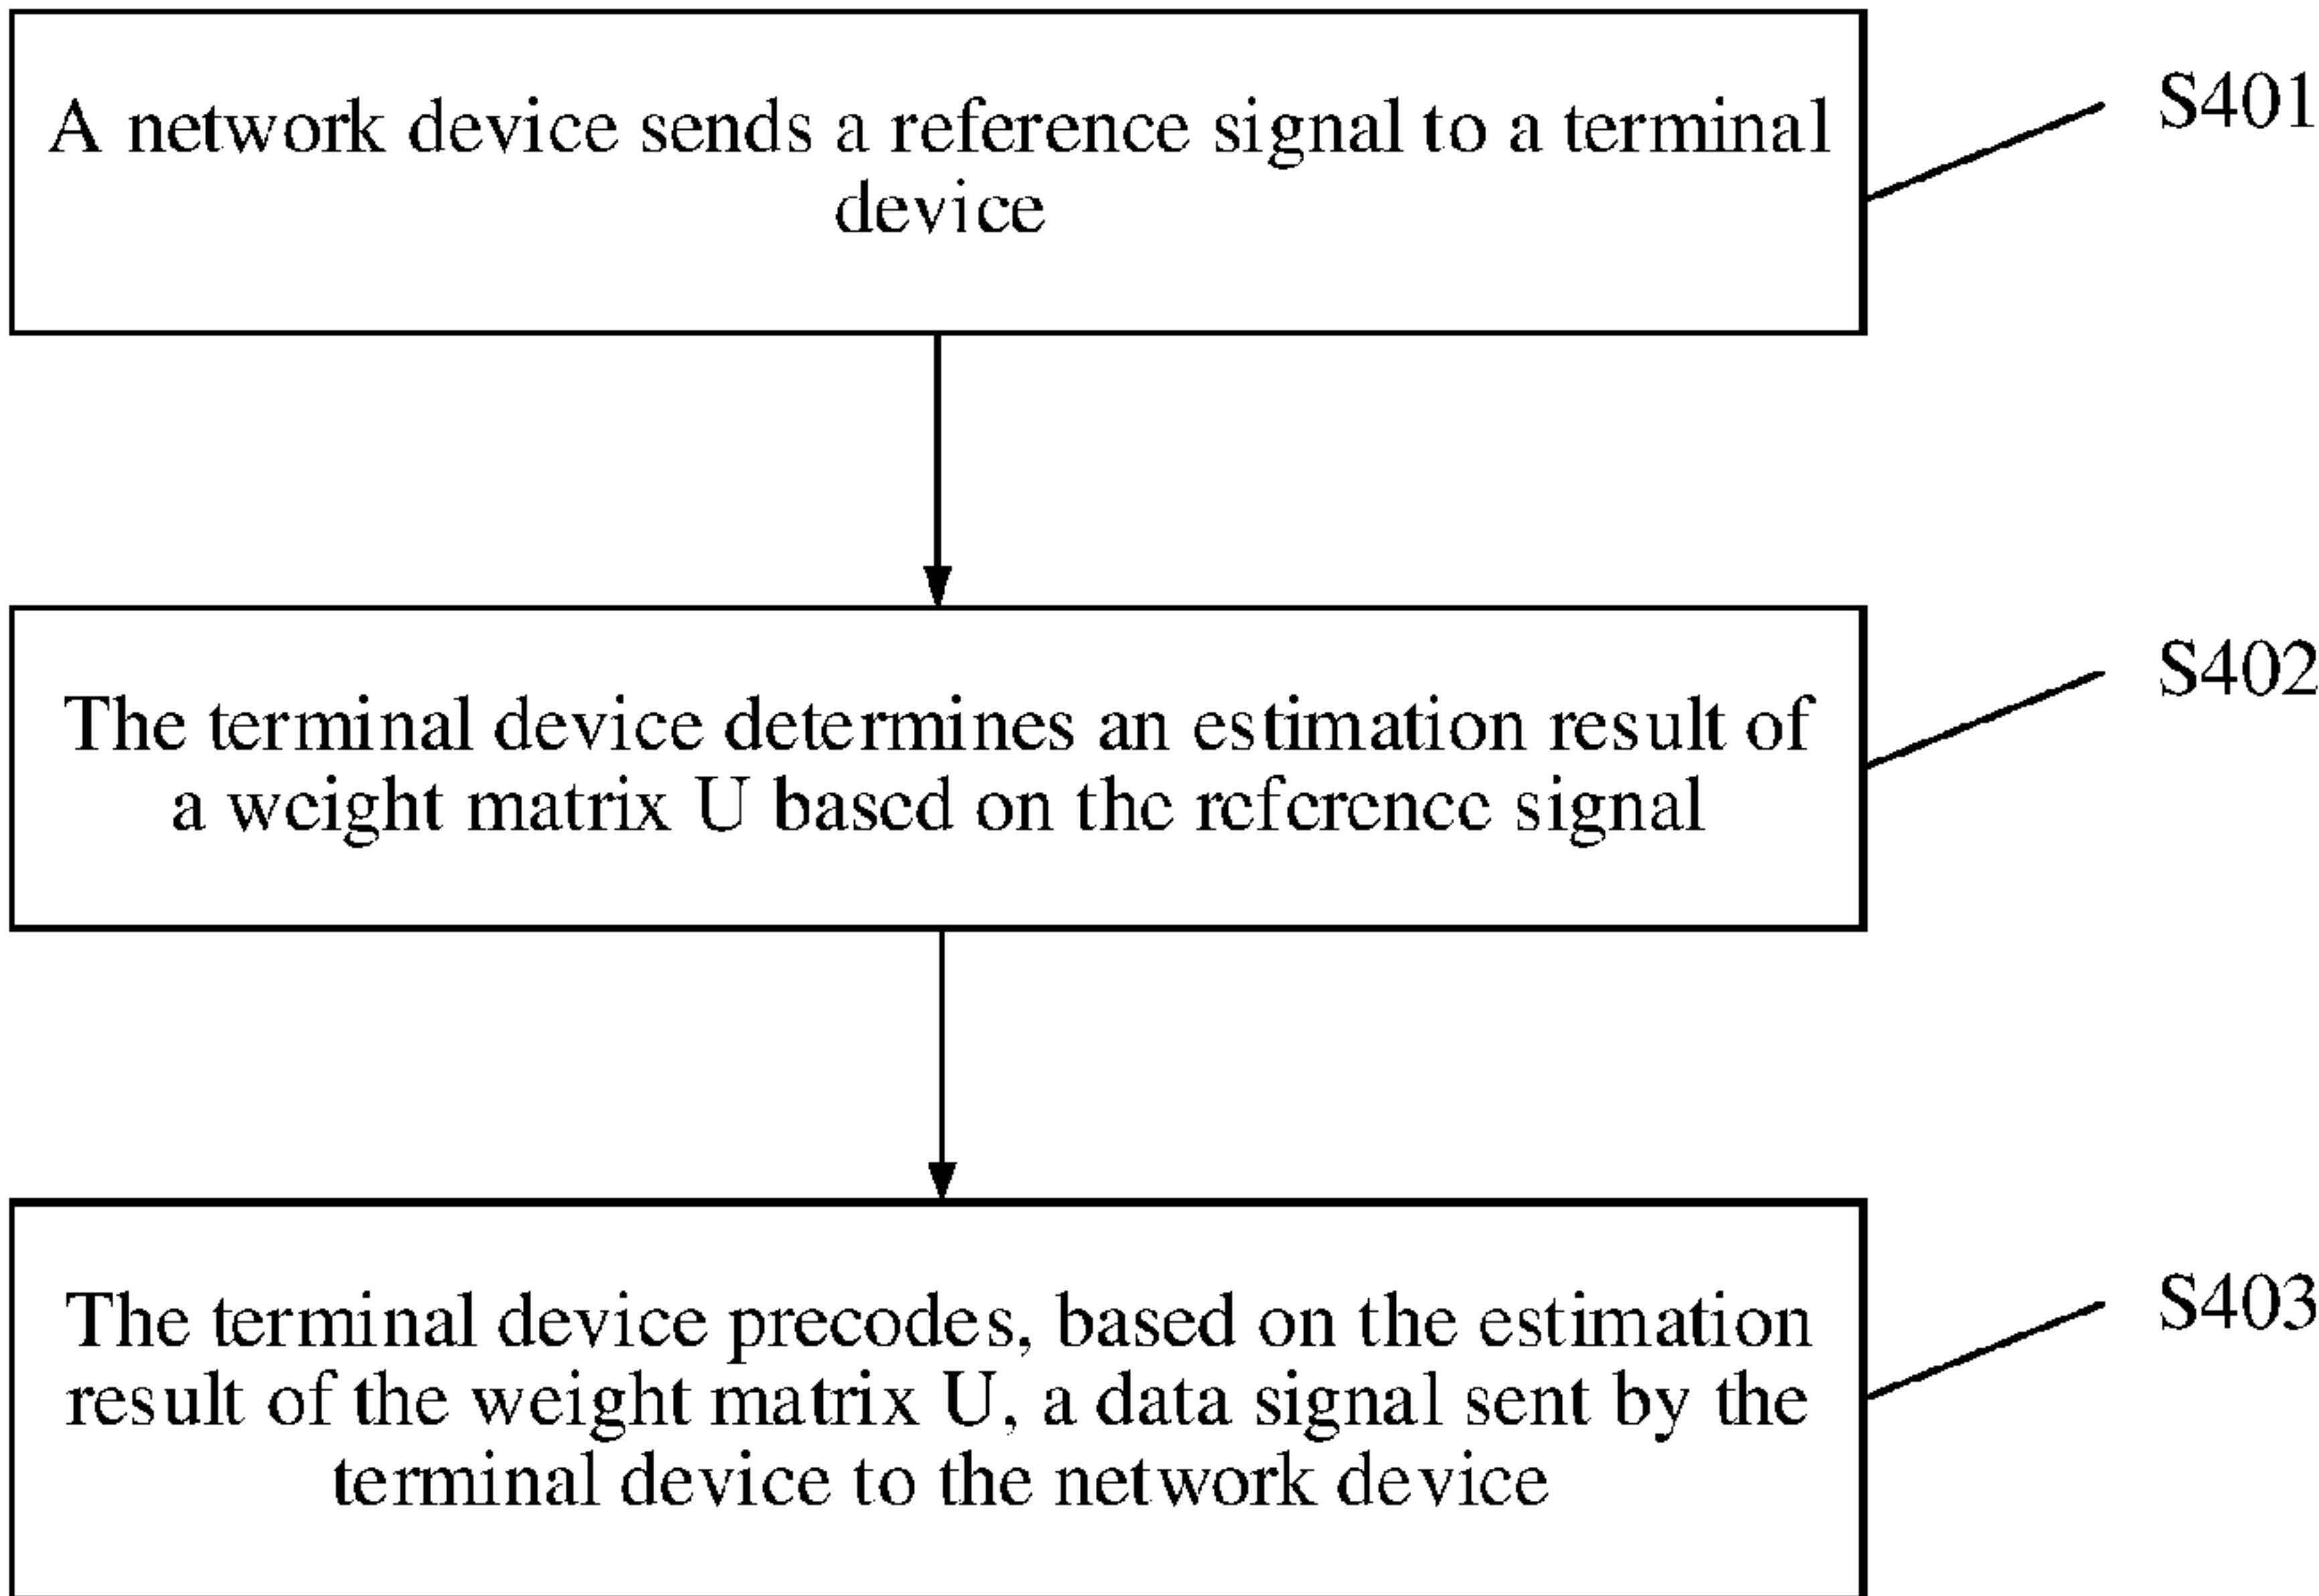 A network device sends a reference signal to a terminal
device
S401
The terminal device determines an estimation result of
a weight matrix U based on the reference signal
S402
The terminal device precodes, based on the estimation
result of the weight matrix U, a data signal sent by the
terminal device to the network device
S403